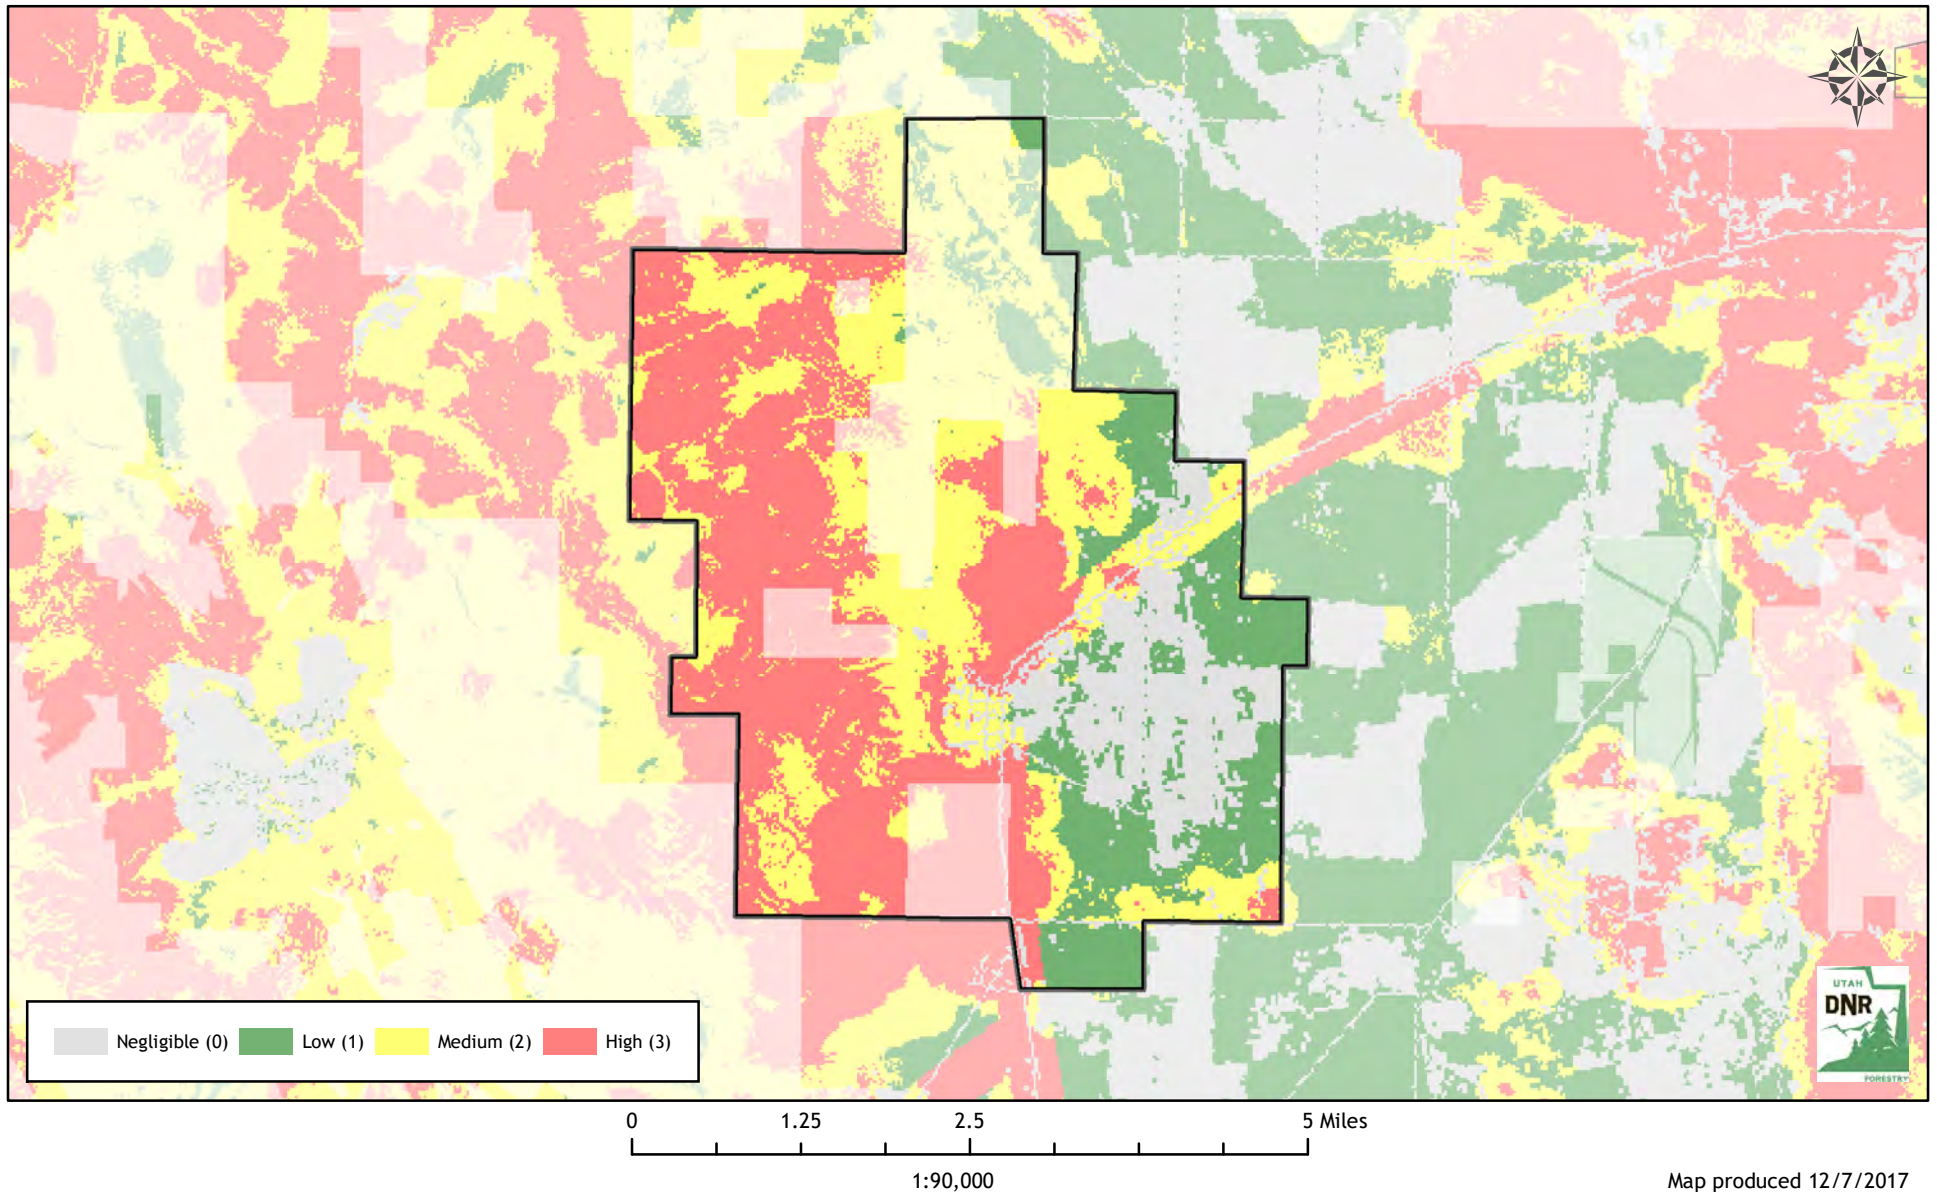 UTAH
DNR
FORESTRY
Negligible (0) Low (1) Medium (2) High (3)
0 1.25 2.5 5 Miles
1:90,000
Map produced 12/7/2017